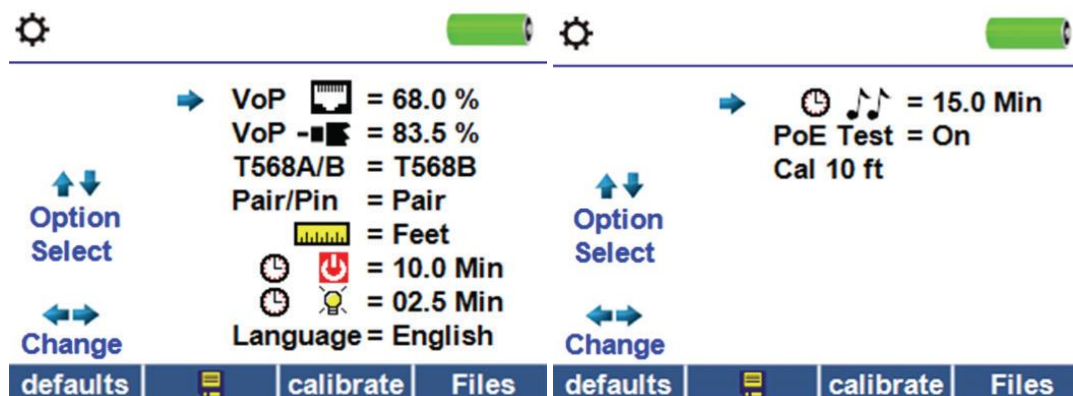 VoP = 68.0 %
VoP = 83.5 %
T568A/B = T568B
Pair/Pin = Pair
= Feet
= 10.0 Min
= 02.5 Min
Language = English
Option
Select
Change
defaults calibrate Files
= 15.0 Min
PoE Test = On
Cal 10 ft
Option
Select
Change
defaults calibrate Files